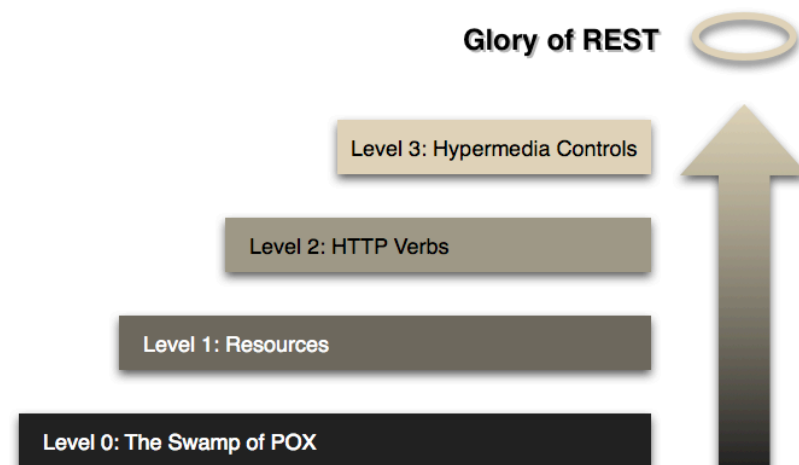 Glory of REST
Level 3: Hypermedia Controls
Level 2: HTTP Verbs
Level 1: Resources
Level 0: The Swamp of POX